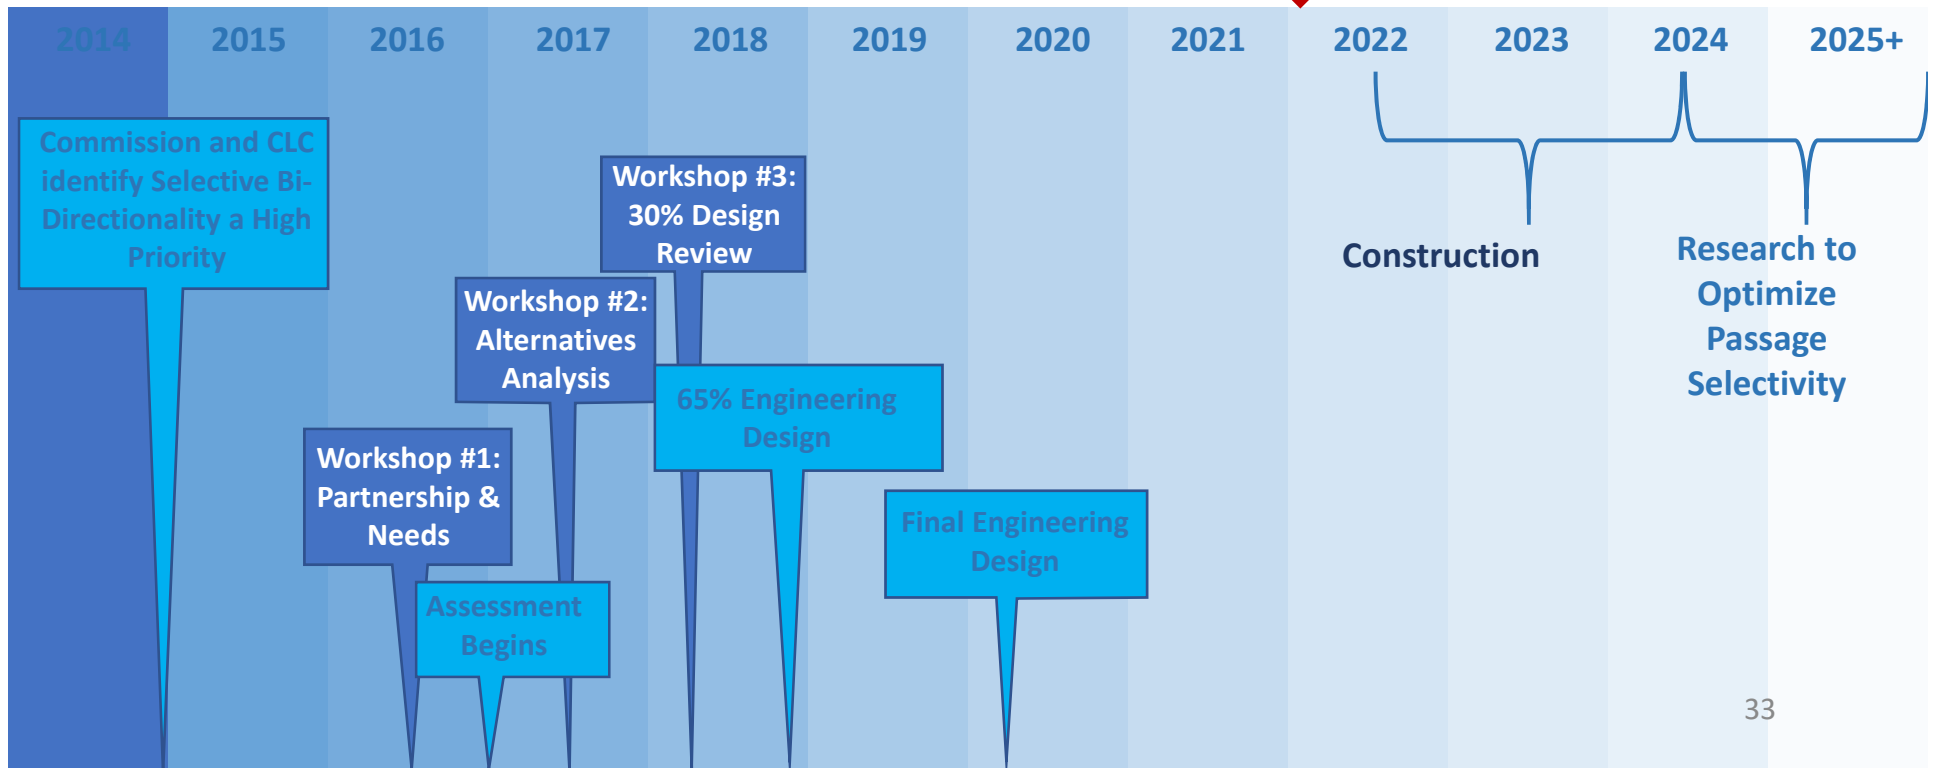 2014 2015 2016 2017 2018 2019 2020 2021 2022 2023 2024 2025+
Commission and CLC
identify Selective Bi-
Directionality a High
Priority
Workshop #1:
Partnership &
Needs
Assessment
Begins
Workshop #2:
Alternatives
Analysis
Workshop #3:
30% Design
Review
65% Engineering
Design
Final Engineering
Design
Construction
Research to
Optimize
Passage
Selectivity
33